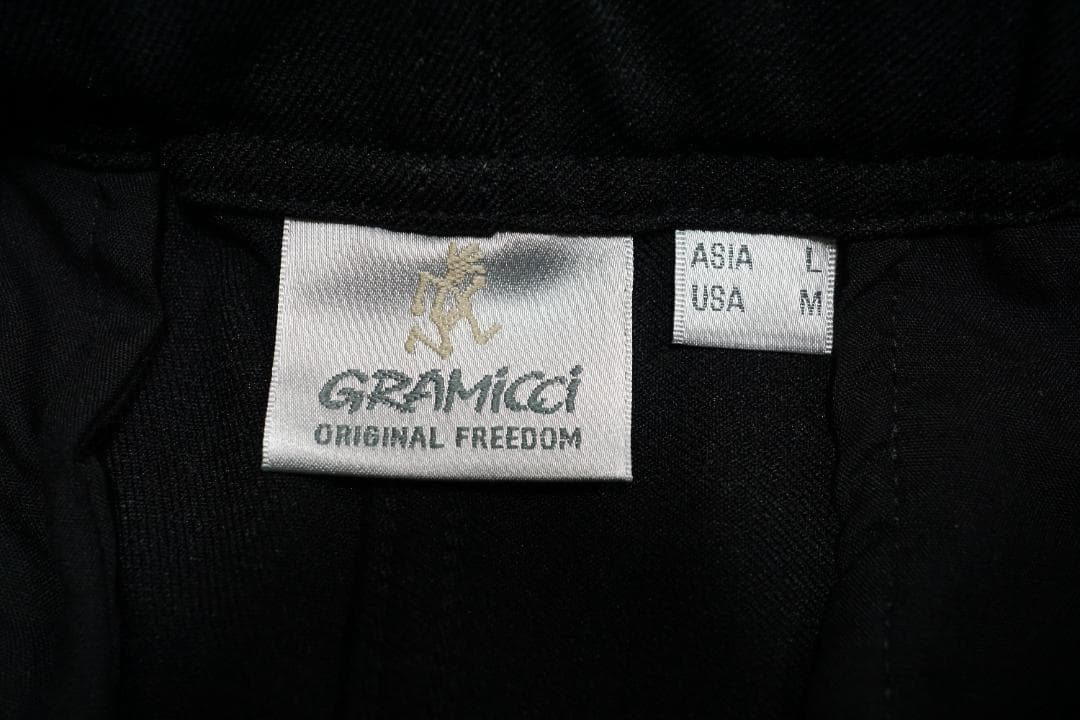 GRAMiCCi
ORIGINAL FREEDOM
ASIA L
USA M